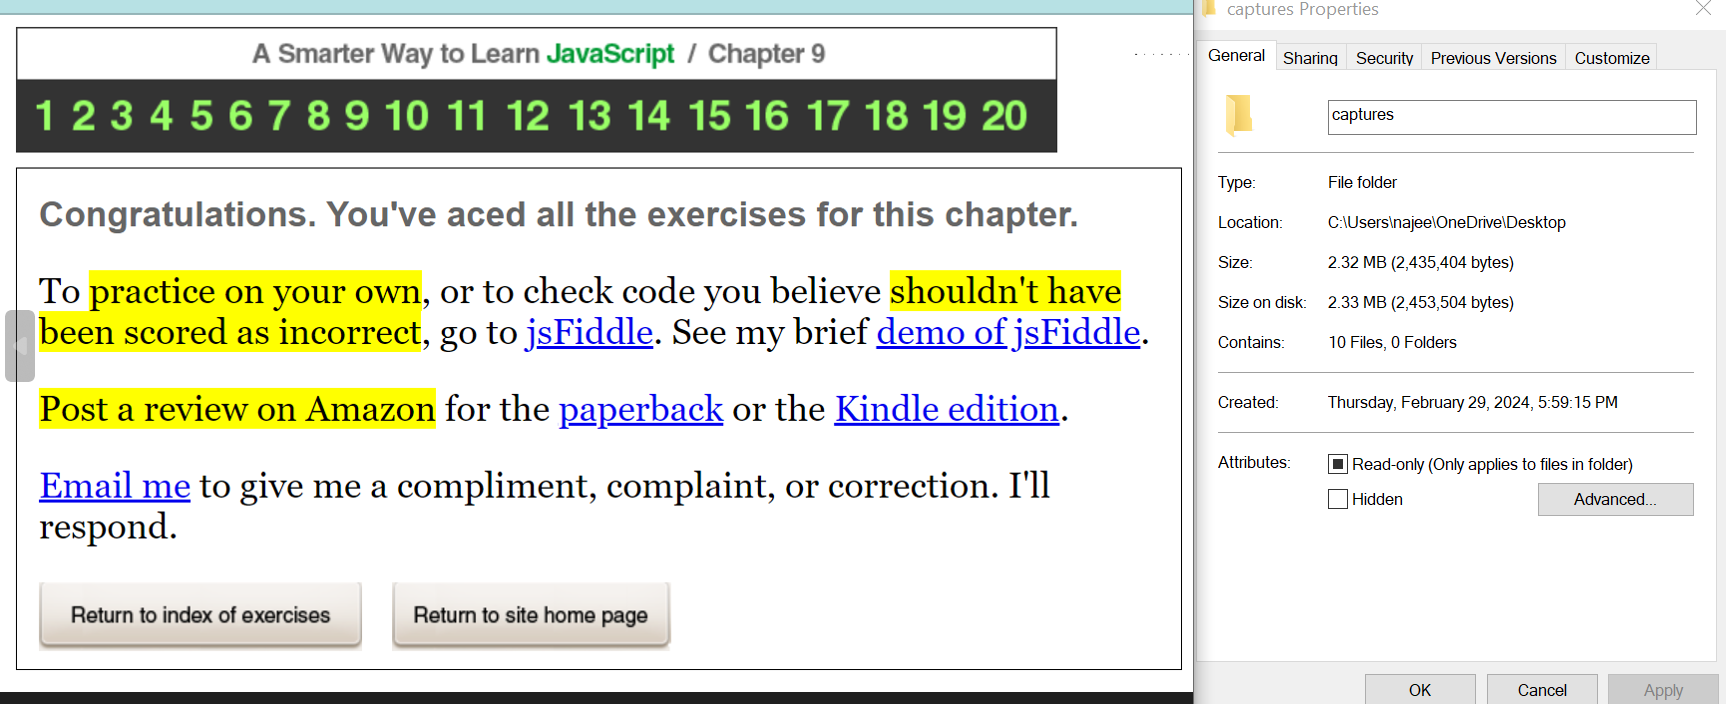 A Smarter Way to Learn JavaScript / Chapter 9
1 2 3 4 5 6 7 8 9 10 11 12 13 14 15 16 17 18 19 20
Congratulations. You've aced all the exercises for this chapter.
To practice on your own, or to check code you believe shouldn't have
been scored as incorrect, go to jsFiddle. See my brief demo of jsFiddle.
Post a review on Amazon for the paperback or the Kindle edition.
Email me to give me a compliment, complaint, or correction. I'll
respond.
Return to index of exercises Return to site home page
captures Properties
General Sharing Security Previous Versions Customize
captures
Type: File folder
Location: C:\Users\najee\OneDrive\Desktop
Size: 2.32 MB (2,435,404 bytes)
Size on disk: 2.33 MB (2,453,504 bytes)
Contains: 10 Files, 0 Folders
Created: Thursday, February 29, 2024, 5:59:15 PM
Attributes: Read-only (Only applies to files in folder)
Hidden Advanced...
OK Cancel Apply